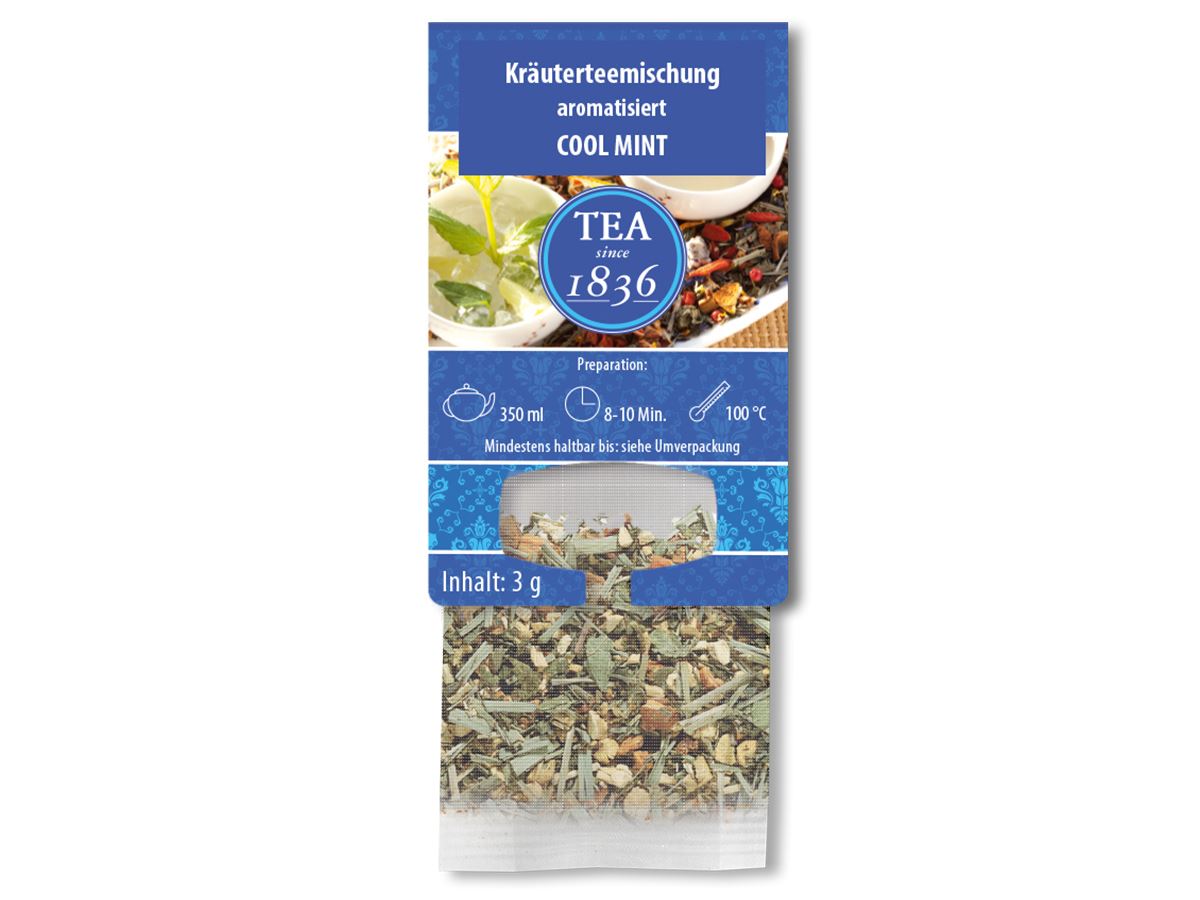 Kräuterteemischung
aromatisiert
COOL MINT
TEA
since
1836
Preparation:
350 ml
8-10 Min.
100 °C
Mindestens haltbar bis: siehe Umverpackung
Inhalt: 3 g